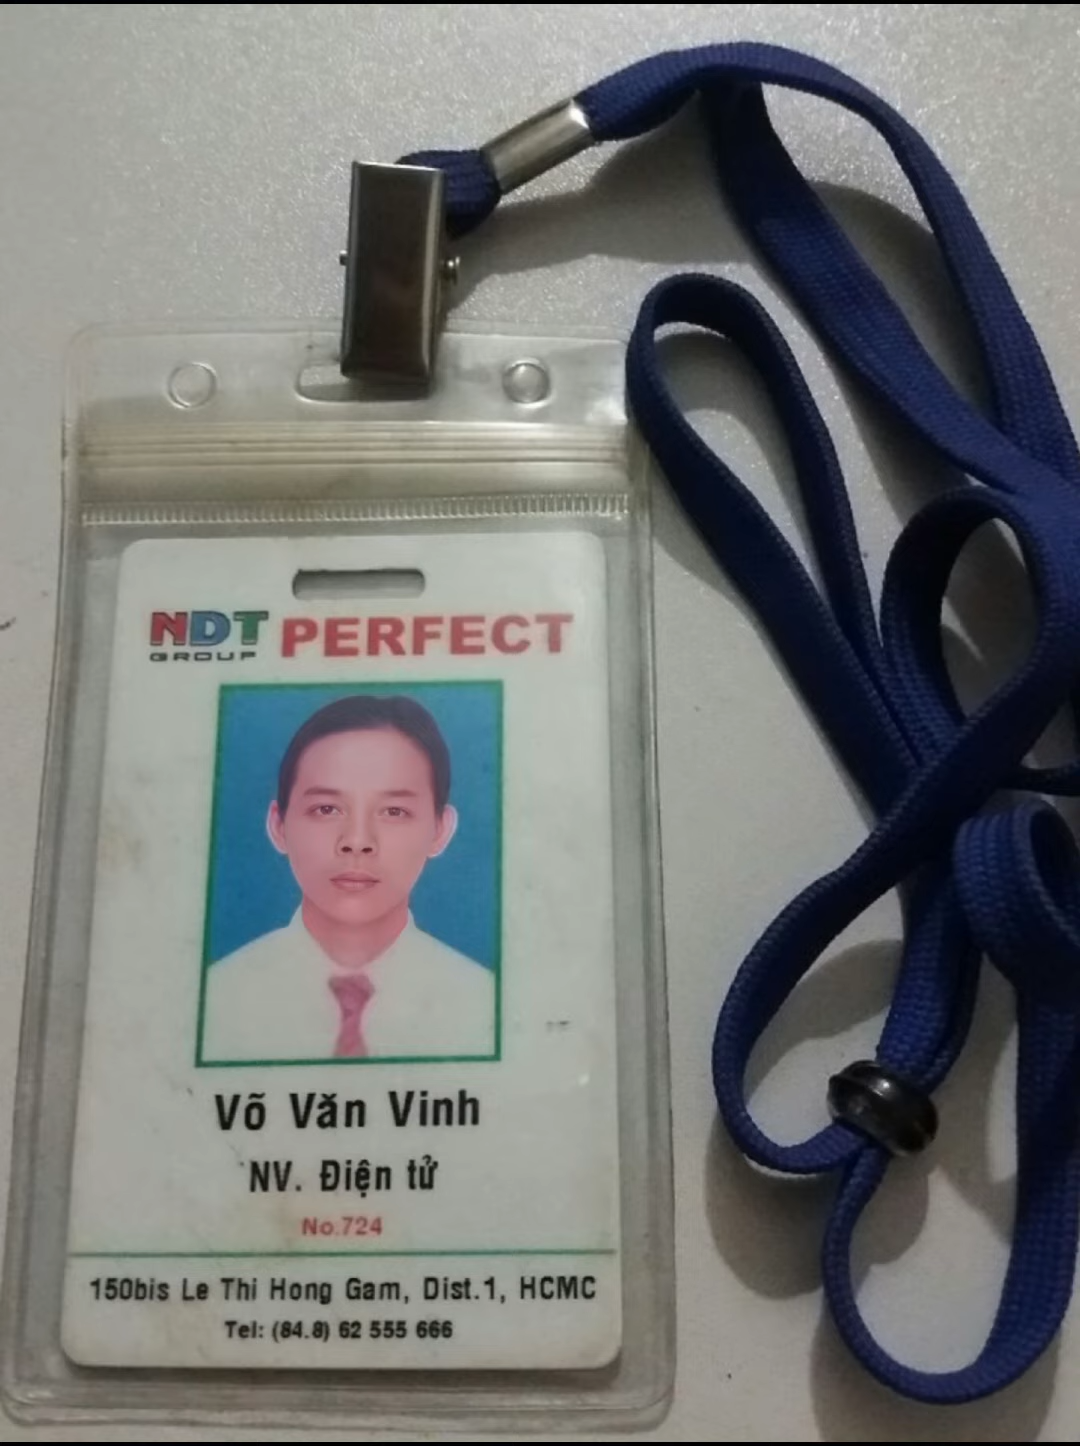 NDT PERFECT
GROUP
Võ Văn Vinh
NV. Điện tử
No.724
150bis Le Thi Hong Gam, Dist.1, HCMC
Tel: (84.8) 62 555 666